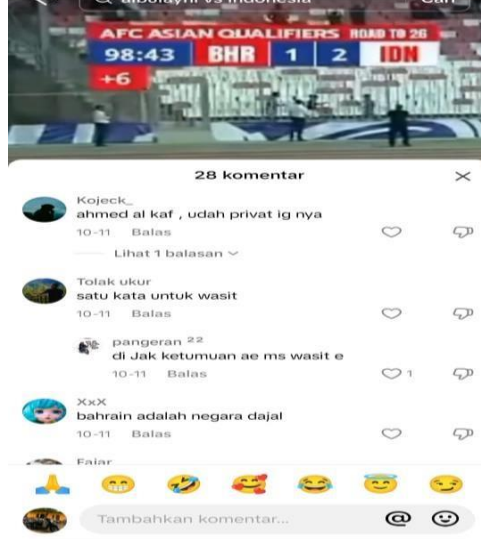 AFC ASIAN QUALIFIERS ROAD TO 26
98:43 BHR 1 2 IDN
+6
28 komentar
Kojeck_
ahmed al kaf , udah privat ig nya
10-11 Balas
Lihat 1 balasan
Tolak ukur
satu kata untuk wasit
10-11 Balas
pangeran ²²
di Jak ketumuan ae ms wasit e
10-11 Balas
1
XxX
bahrain adalah negara dajal
10-11 Balas
Fajar
Tambahkan komentar...